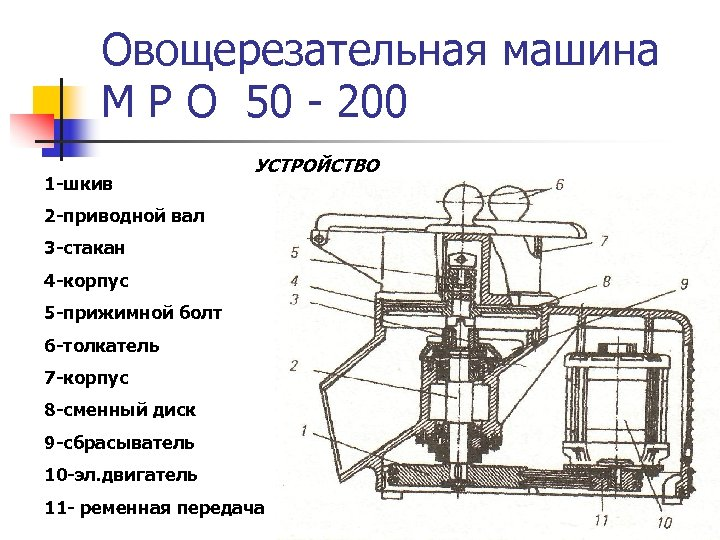 Овощерезательная машина
М Р О 50 - 200
УСТРОЙСТВО
1-шкив
2-приводной вал
3-стакан
4-корпус
5-прижимной болт
6-толкатель
7-корпус
8-сменный диск
9-сбрасыватель
10-эл.двигатель
11- ременная передача
6
5
7
4
8
3
9
2
1
11
10